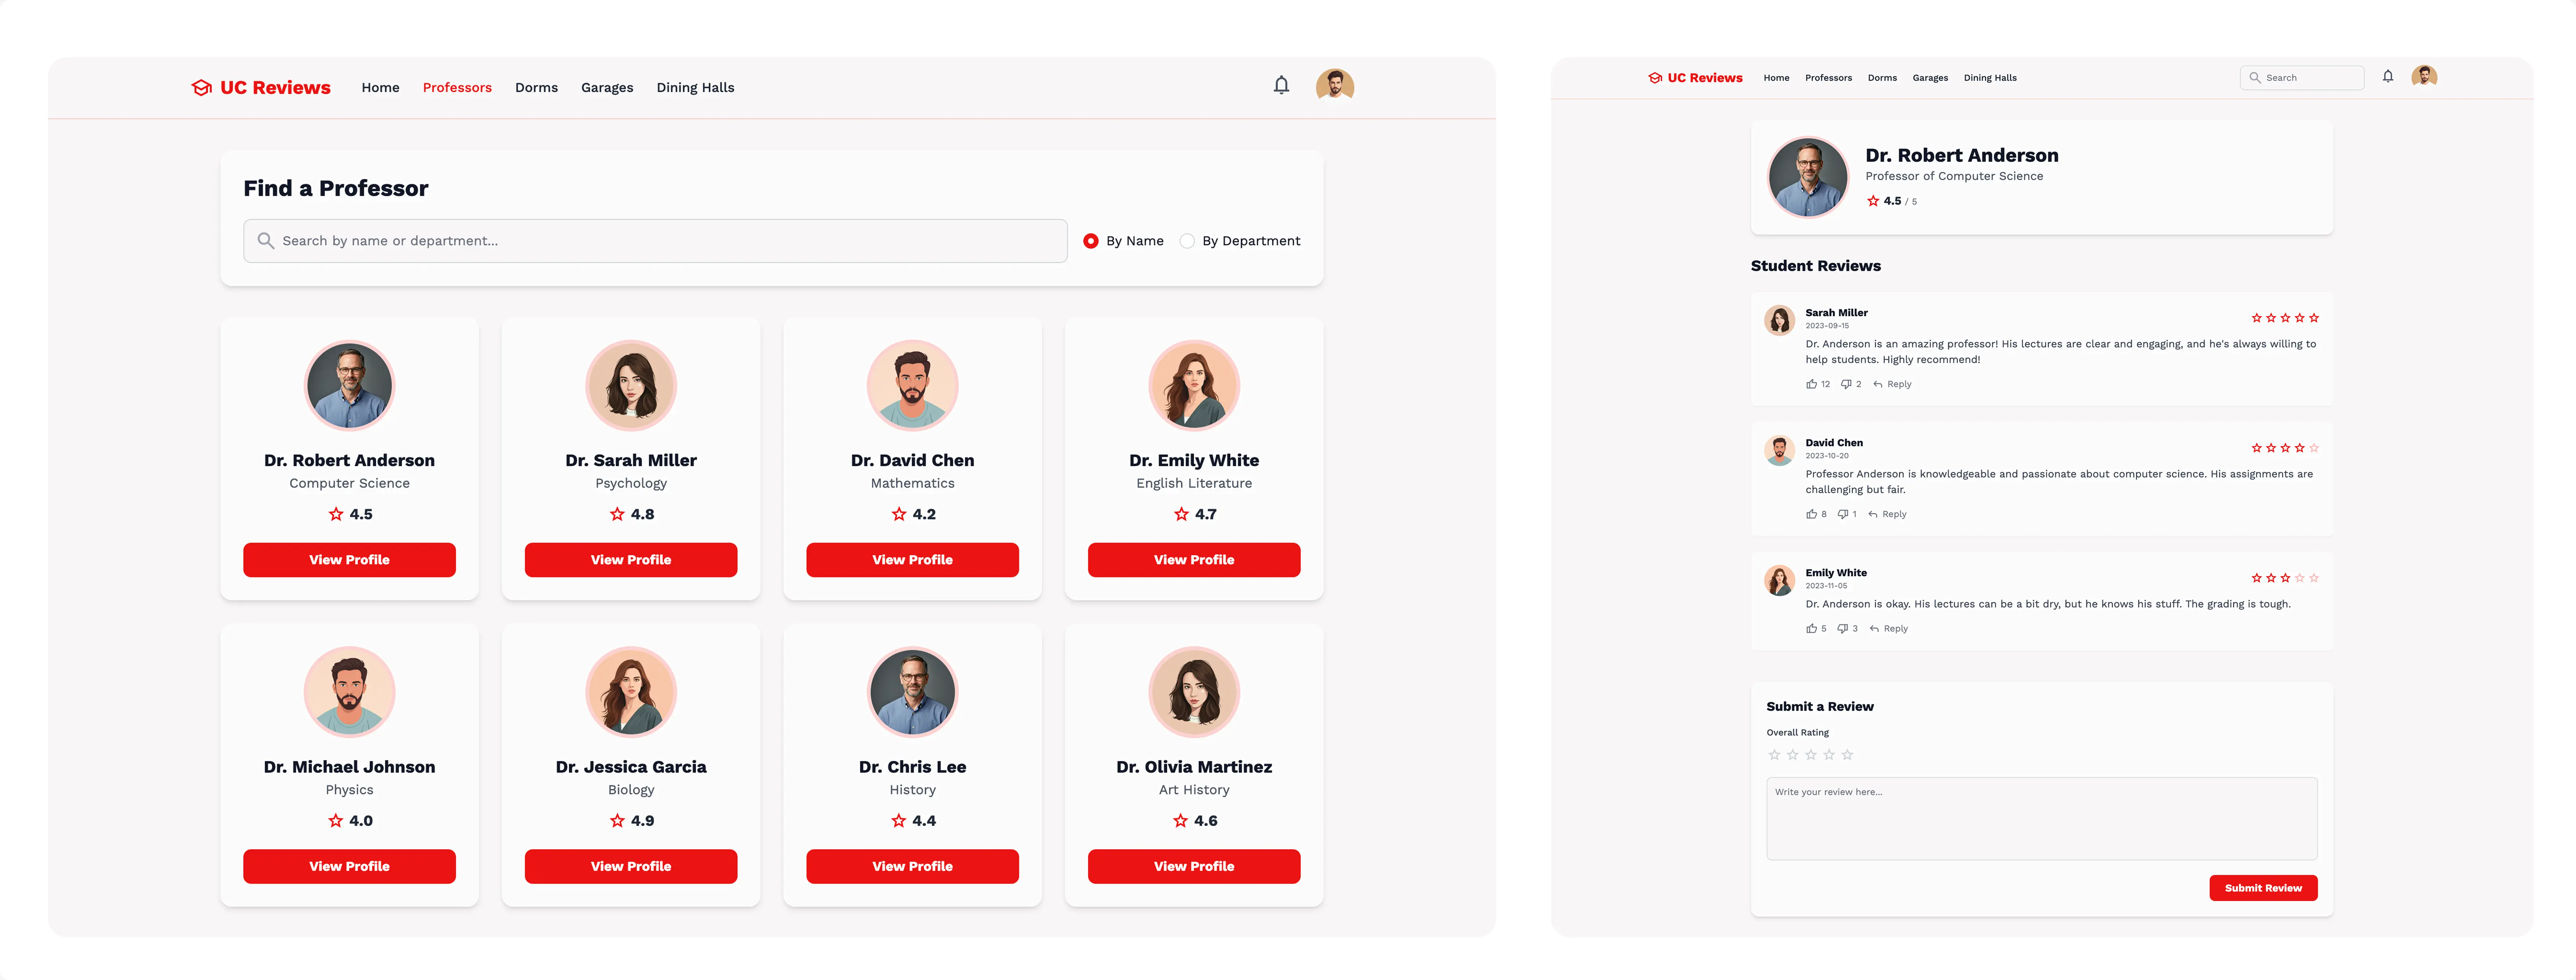 UC Reviews Home Professors Dorms Garages Dining Halls
Find a Professor
Search by name or department... By Name By Department
Dr. Robert Anderson
Computer Science
4.5
View Profile
Dr. Sarah Miller
Psychology
4.8
View Profile
Dr. David Chen
Mathematics
4.2
View Profile
Dr. Emily White
English Literature
4.7
View Profile
Dr. Michael Johnson
Physics
4.0
View Profile
Dr. Jessica Garcia
Biology
4.9
View Profile
Dr. Chris Lee
History
4.4
View Profile
Dr. Olivia Martinez
Art History
4.6
View Profile
UC Reviews Home Professors Dorms Garages Dining Halls Search
Dr. Robert Anderson
Professor of Computer Science
4.5 / 5
Student Reviews
Sarah Miller
2023-09-15
Dr. Anderson is an amazing professor! His lectures are clear and engaging, and he's always willing to
help students. Highly recommend!
12 2 Reply
David Chen
2023-10-20
Professor Anderson is knowledgeable and passionate about computer science. His assignments are
challenging but fair.
8 1 Reply
Emily White
2023-11-05
Dr. Anderson is okay. His lectures can be a bit dry, but he knows his stuff. The grading is tough.
5 3 Reply
Submit a Review
Overall Rating
Write your review here...
Submit Review